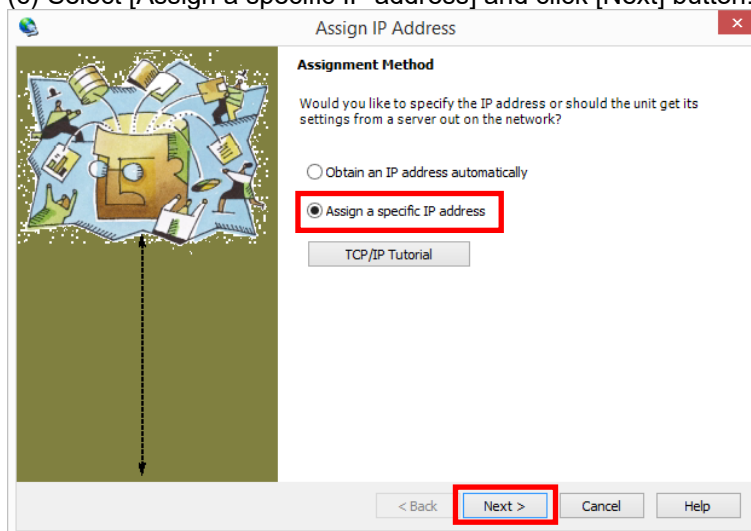 (c) Select [Assign a specific IP address] and click [Next] button.
Assign IP Address
Assignment Method
Would you like to specify the IP address or should the unit get its
settings from a server out on the network?
Obtain an IP address automatically
Assign a specific IP address
TCP/IP Tutorial
< Back
Next >
Cancel
Help